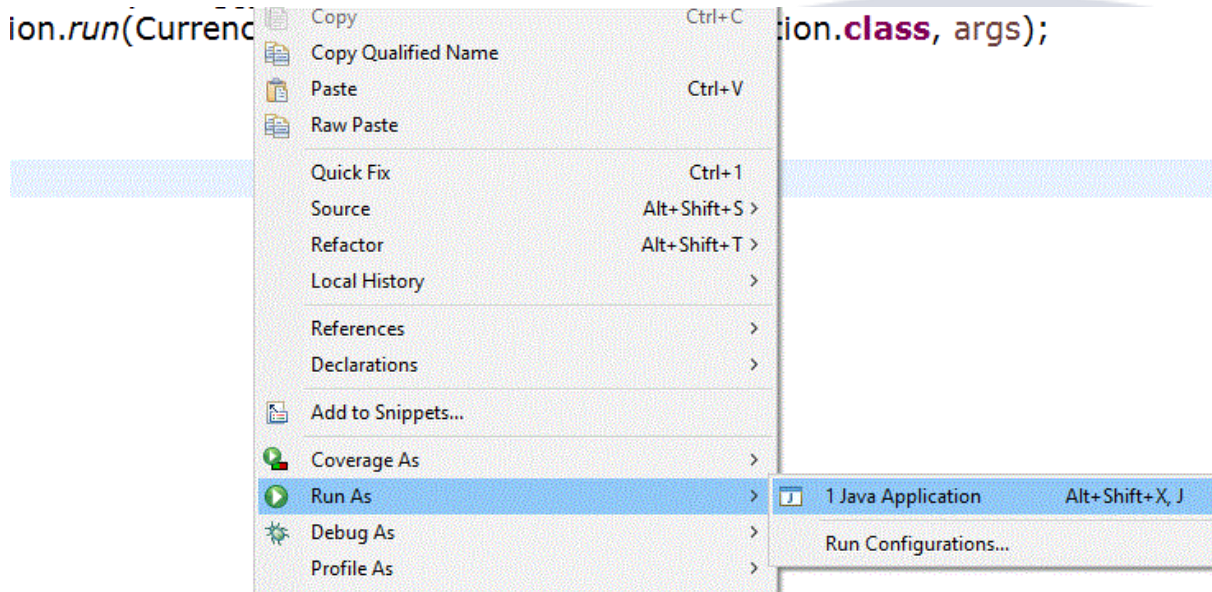 ion.run(Currenc
tion.class, args);
Copy Ctrl+C
Copy Qualified Name
Paste Ctrl+V
Raw Paste
Quick Fix Ctrl+1
Source Alt+Shift+S >
Refactor Alt+Shift+T >
Local History >
References >
Declarations >
Add to Snippets...
Coverage As >
Run As >
1 Java Application Alt+Shift+X, J
Debug As >
Run Configurations...
Profile As >